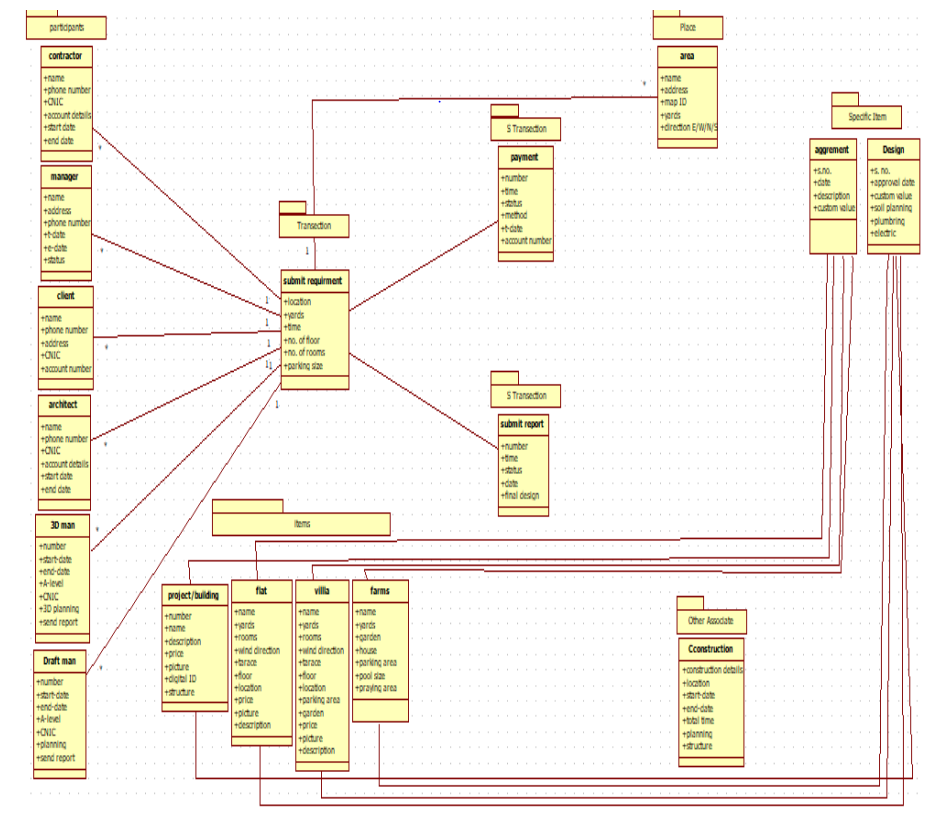 participants
contractor
+name
+phone number
+CNIC
+account details
+start date
+end date
*
manager
+name
+address
+phone number
+t-date
+e-date
+status
*
client
+name
+phone number
+address
+CNIC
+account number
*
architect
+name
+phone number
+CNIC
+account details
+start date
+end date
*
3D man
+number
+start-date
+end-date
+A-level
+CNIC
+3D planning
+send report
*
Draft man
+number
+start-date
+end-date
+A-level
+CNIC
+planning
+send report
*
Transection
1
submit requirment
+location
+yards
+time
+no. of floor
+no. of rooms
+parking size
1
1
1
1
1
1
Place
area
+name
+address
+map ID
+yards
+direction E/W/N/S
*
S Transection
payment
+number
+time
+status
+method
+t-date
+account number
S Transection
submit report
+number
+time
+status
+date
+final design
Specific Item
aggrement
+s.no.
+date
+description
+custom value
Design
+s. no.
+approval date
+custom value
+soil planning
+plumbring
+electric
items
project/building
+number
+name
+description
+price
+picture
+digital ID
+structure
flat
+name
+yards
+rooms
+wind direction
+tarace
+floor
+location
+price
+picture
+description
villla
+name
+yards
+rooms
+wind direction
+tarace
+floor
+location
+parking area
+garden
+price
+picture
+description
farms
+name
+yards
+garden
+house
+parking area
+pool size
+praying area
Other Associate
Cconstruction
+construction details
+location
+start-date
+end-date
+total time
+planning
+structure